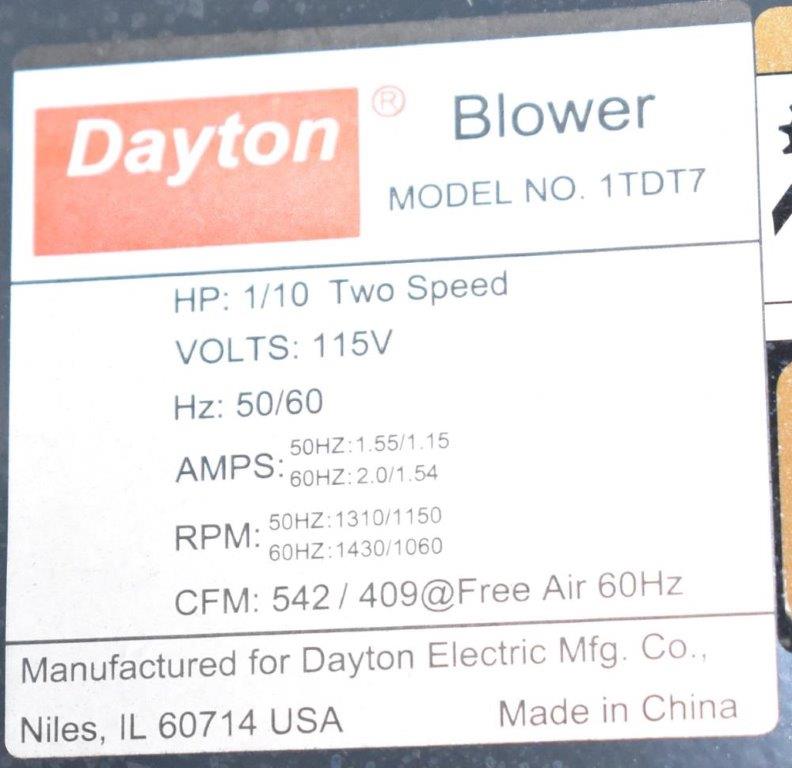 Dayton ® Blower
MODEL NO. 1TDT7
HP: 1/10 Two Speed
VOLTS: 115V
Hz: 50/60
AMPS: 50HZ:1.55/1.15
60HZ:2.0/1.54
RPM: 50HZ:1310/1150
60HZ:1430/1060
CFM: 542 / 409@Free Air 60Hz
Manufactured for Dayton Electric Mfg. Co.,
Niles, IL 60714 USA Made in China